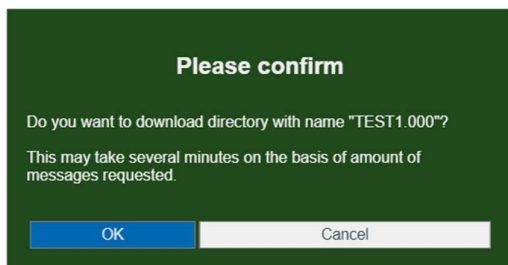 Please confirm
Do you want to download directory with name "TEST1.000"?
This may take several minutes on the basis of amount of
messages requested.
OK
Cancel